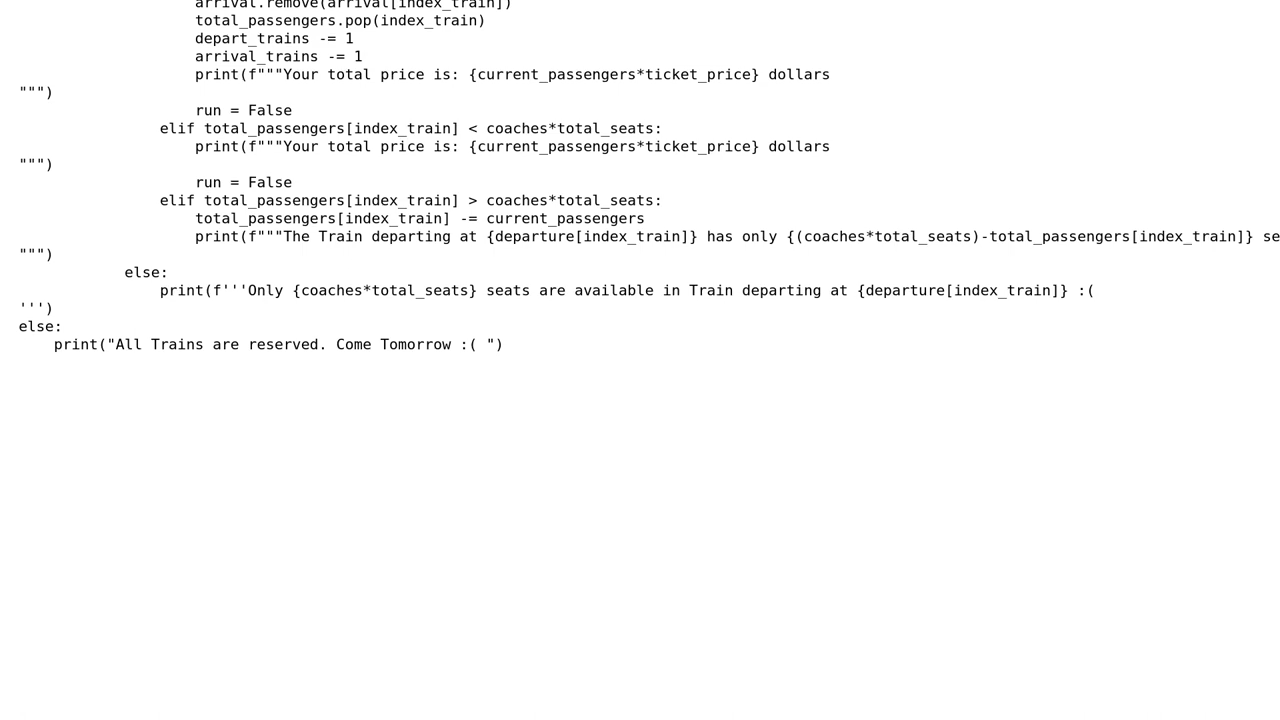 arrival.remove(arrival[index_train])
                    total_passengers.pop(index_train)
                    depart_trains -= 1
                    arrival_trains -= 1
                    print(f"""Your total price is: {current_passengers*ticket_price} dollars
""")
                    run = False
                elif total_passengers[index_train] < coaches*total_seats:
                    print(f"""Your total price is: {current_passengers*ticket_price} dollars
""")
                    run = False
                elif total_passengers[index_train] > coaches*total_seats:
                    total_passengers[index_train] -= current_passengers
                    print(f"""The Train departing at {departure[index_train]} has only {(coaches*total_seats)-total_passengers[index_train]} se
""")
            else:
                print(f'''Only {coaches*total_seats} seats are available in Train departing at {departure[index_train]} :(
''')
else:
    print("All Trains are reserved. Come Tomorrow :( ")